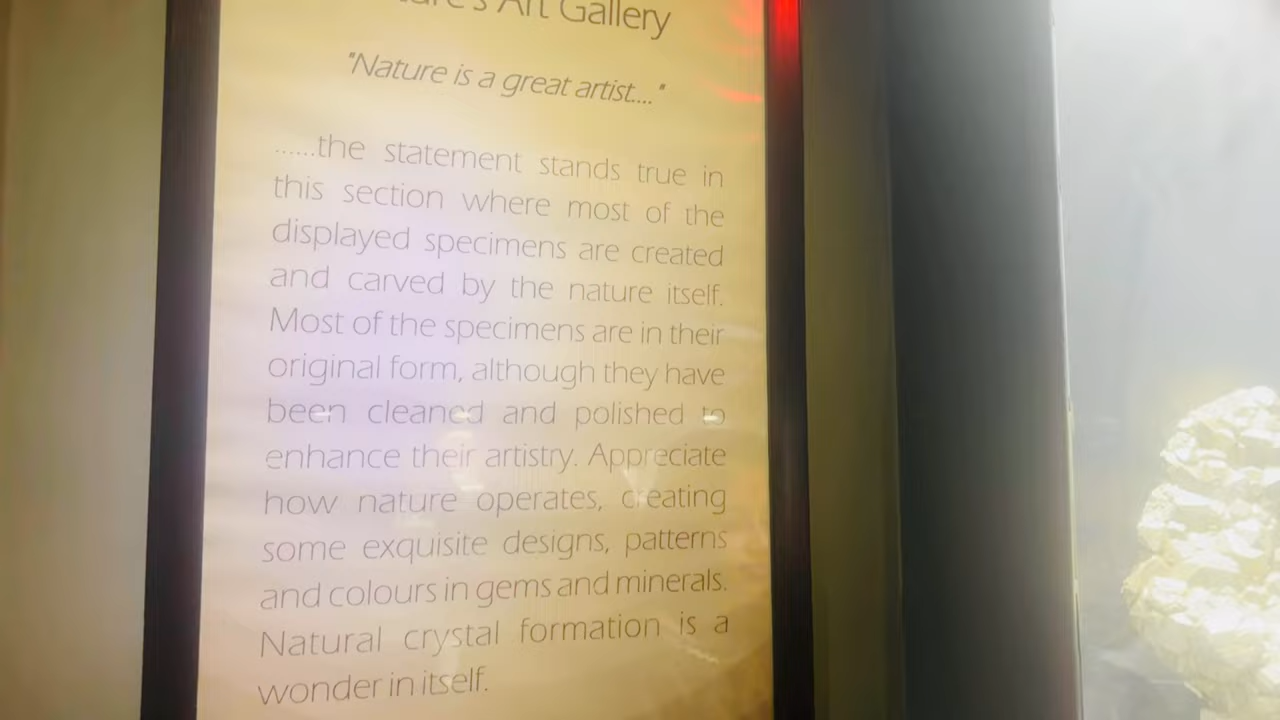 Art Gallery
"Nature is a great artist...."
......the statement stands true in
this section where most of the
displayed specimens are created
and carved by the nature itself.
Most of the specimens are in their
original form, although they have
been cleaned and polished to
enhance their artistry. Appreciate
how nature operates, creating
some exquisite designs, patterns
and colours in gems and minerals.
Natural crystal formation is a
wonder in itself.